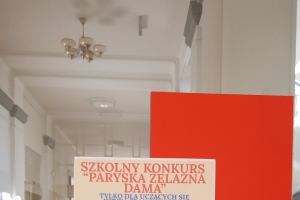 SZKOLNY KONKURS
"PARYSKA ŻELAZNA
DAMA"
TYLKO DLA UCZĄCYCH SIĘ